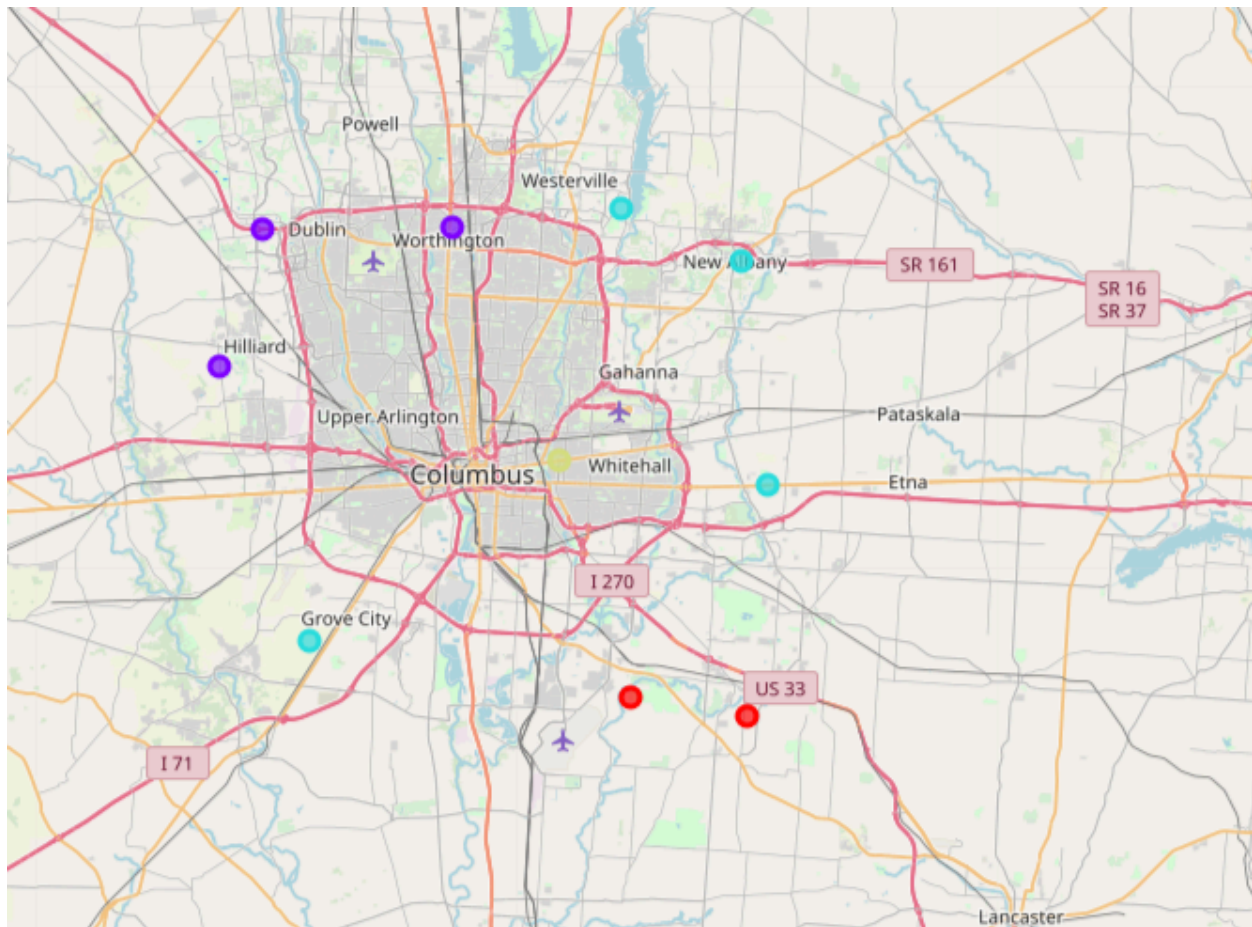 Powell
Westerville
Dublin
Worthington
New Albany
SR 161
SR 16
SR 37
Hilliard
Gahanna
Upper Arlington
Pataskala
Whitehall
Columbus
Etna
I 270
Grove City
US 33
I 71
Lancaster